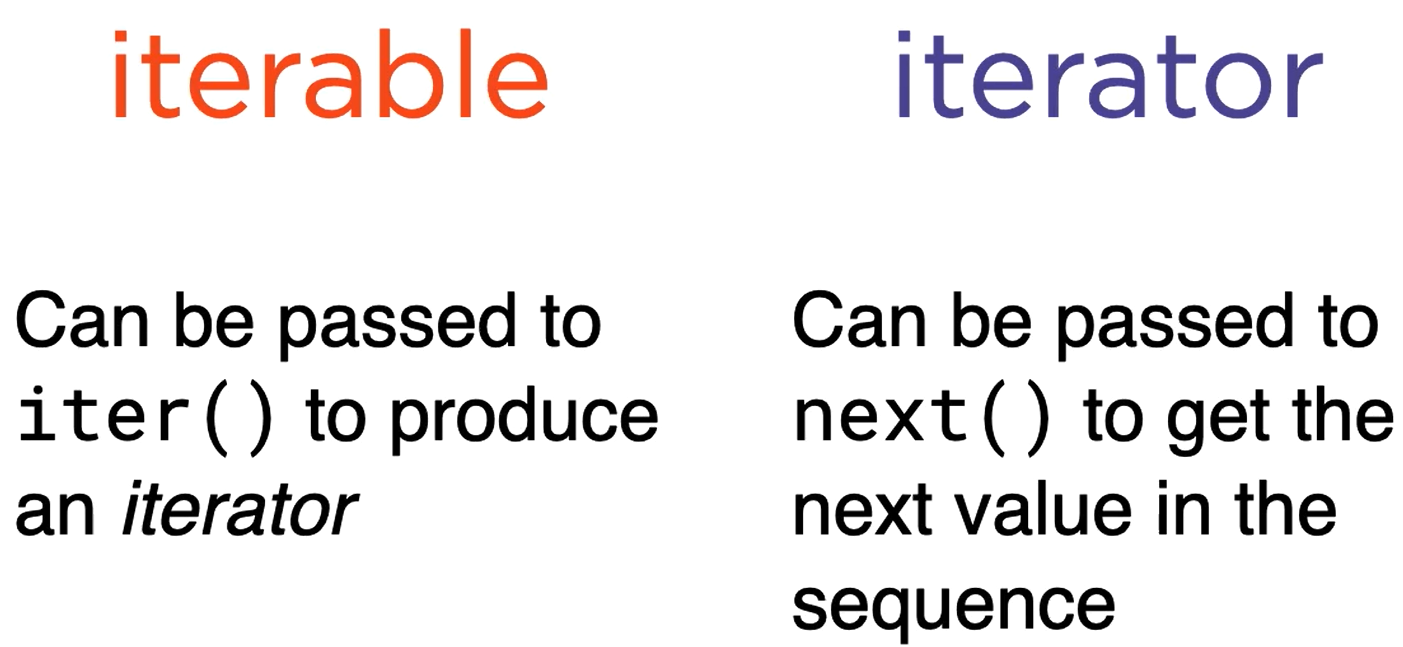 iterable
Can be passed to
iter() to produce
an iterator
iterator
Can be passed to
next() to get the
next value in the
sequence